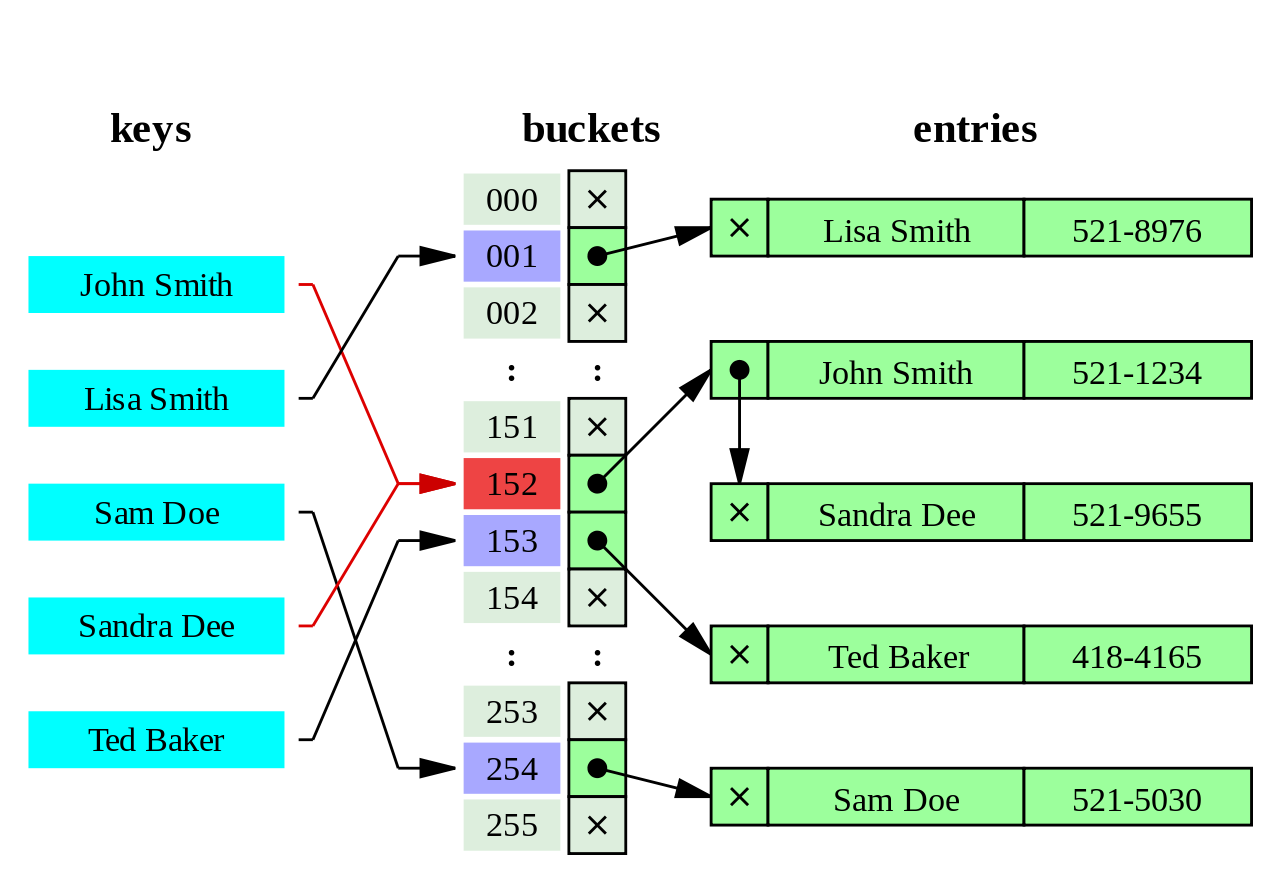 keys
buckets
entries
John Smith
Lisa Smith
Sam Doe
Sandra Dee
Ted Baker
000 ×
001
002 ×
: :
151 ×
152
153
154 ×
: :
253 ×
254
255 ×
× Lisa Smith 521-8976
John Smith 521-1234
× Sandra Dee 521-9655
× Ted Baker 418-4165
× Sam Doe 521-5030